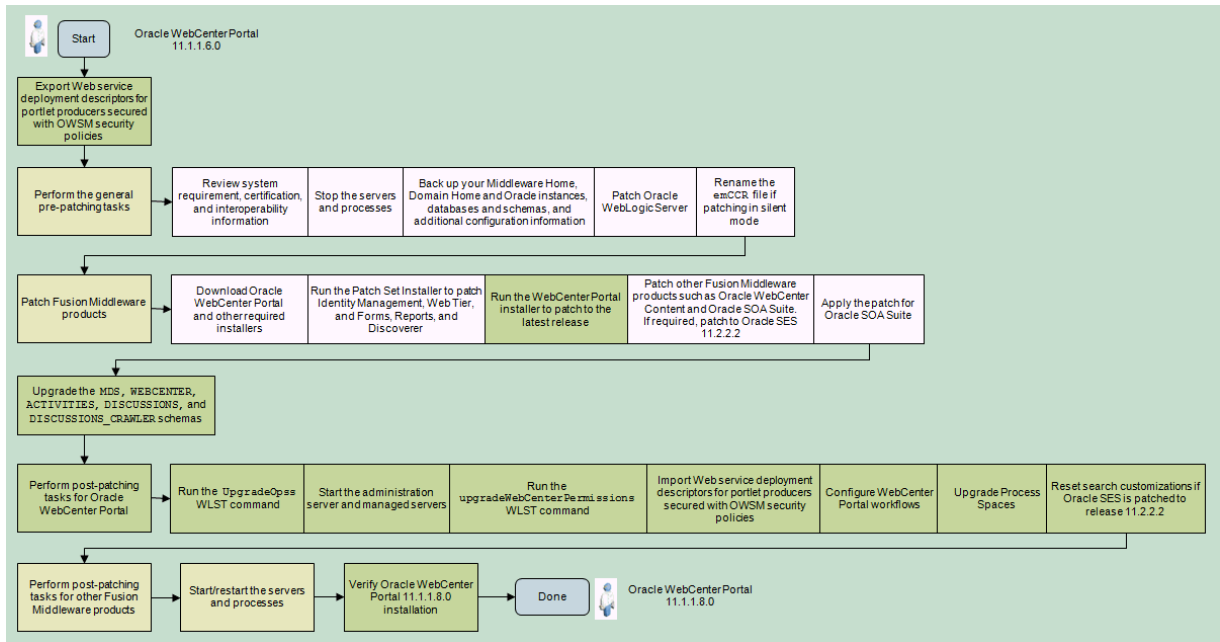 Start
Oracle WebCenter Portal
11.1.1.6.0
Export Web service
deployment descriptors for
portlet producers secured
with OWSM security
policies
Perform the general
pre-patching tasks
Review system
requirement, certification,
and interoperability
information
Stop the servers
and processes
Back up your Middleware Home,
Domain Home and Oracle instances,
databases and schemas, and
additional configuration information
Patch Oracle
WebLogic Server
Rename the
emCCR file if
patching in silent
mode
Patch Fusion Middleware
products
Download Oracle
WebCenter Portal
and other required
installers
Run the Patch Set Installer to patch
Identity Management, Web Tier,
and Forms, Reports, and
Discoverer
Run the WebCenter Portal
installer to patch to the
latest release
Patch other Fusion Middleware
products such as Oracle WebCenter
Content and Oracle SOA Suite.
If required, patch to Oracle SES
11.2.2.2
Apply the patch for
Oracle SOA Suite
Upgrade the MDS, WEBCENTER,
ACTIVITIES, DISCUSSIONS, and
DISCUSSIONS_CRAWLER schemas
Perform post-patching
tasks for Oracle
WebCenter Portal
Run the UpgradeOpss
WLST command
Start the administration
server and managed servers
Run the
upgradeWebCenterPermissions
WLST command
Import Web service deployment
descriptors for portlet producers
secured with OWSM security
policies
Configure WebCenter
Portal workflows
Upgrade Process
Spaces
Reset search customizations if
Oracle SES is patched to
release 11.2.2.2
Perform post-patching
tasks for other Fusion
Middleware products
Start/restart the servers
and processes
Verify Oracle WebCenter
Portal 11.1.1.8.0
installation
Done
Oracle WebCenter Portal
11.1.1.8.0